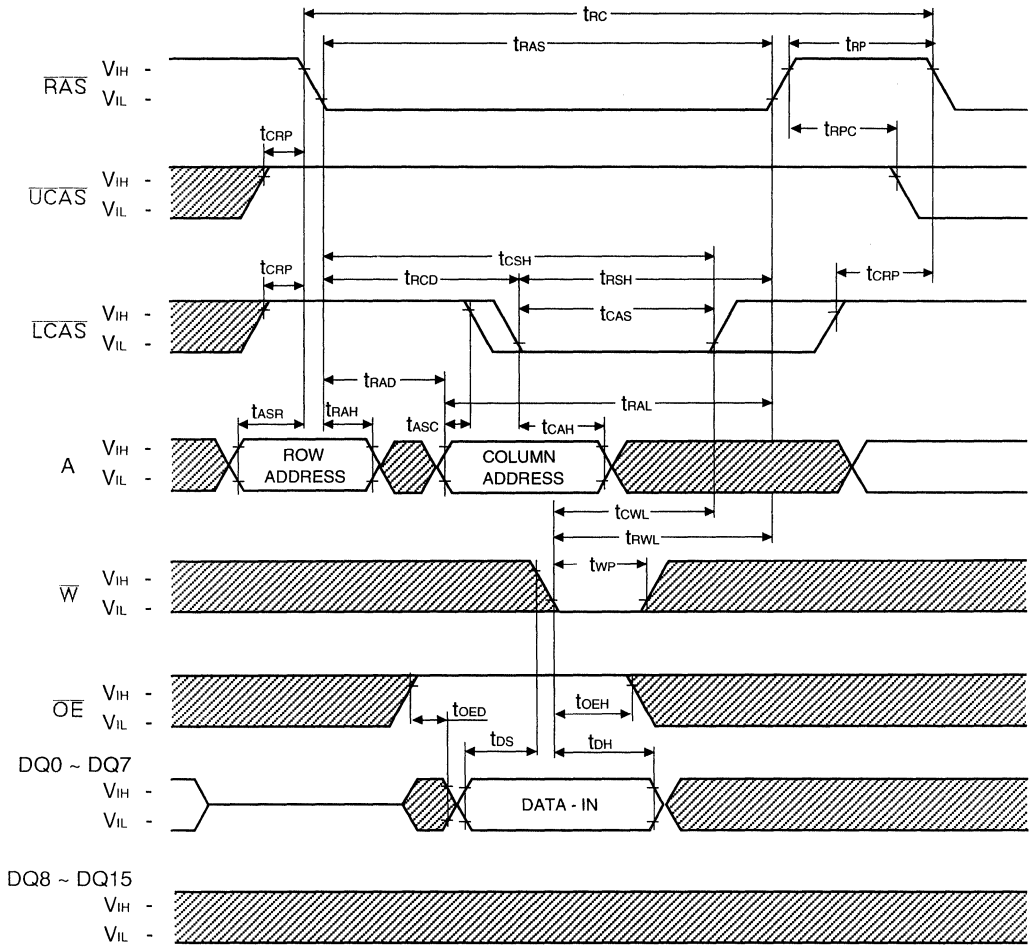 tRC
tRAS
tRP
RAS
VIH -
VIL -
tCRP
tRPC
UCAS
VIH -
VIL -
tCSH
tCRP
tRCD
tRSH
tCRP
LCAS
VIH -
VIL -
tCAS
tRAD
tRAL
tASR
tRAH
tASC
tCAH
A
VIH -
VIL -
ROW
ADDRESS
COLUMN
ADDRESS
tCWL
tRWL
tWP
W
VIH -
VIL -
OE
VIH -
VIL -
tOED
tOEH
tDS
tDH
DQ0 ~ DQ7
VIH -
VIL -
DATA - IN
DQ8 ~ DQ15
VIH -
VIL -